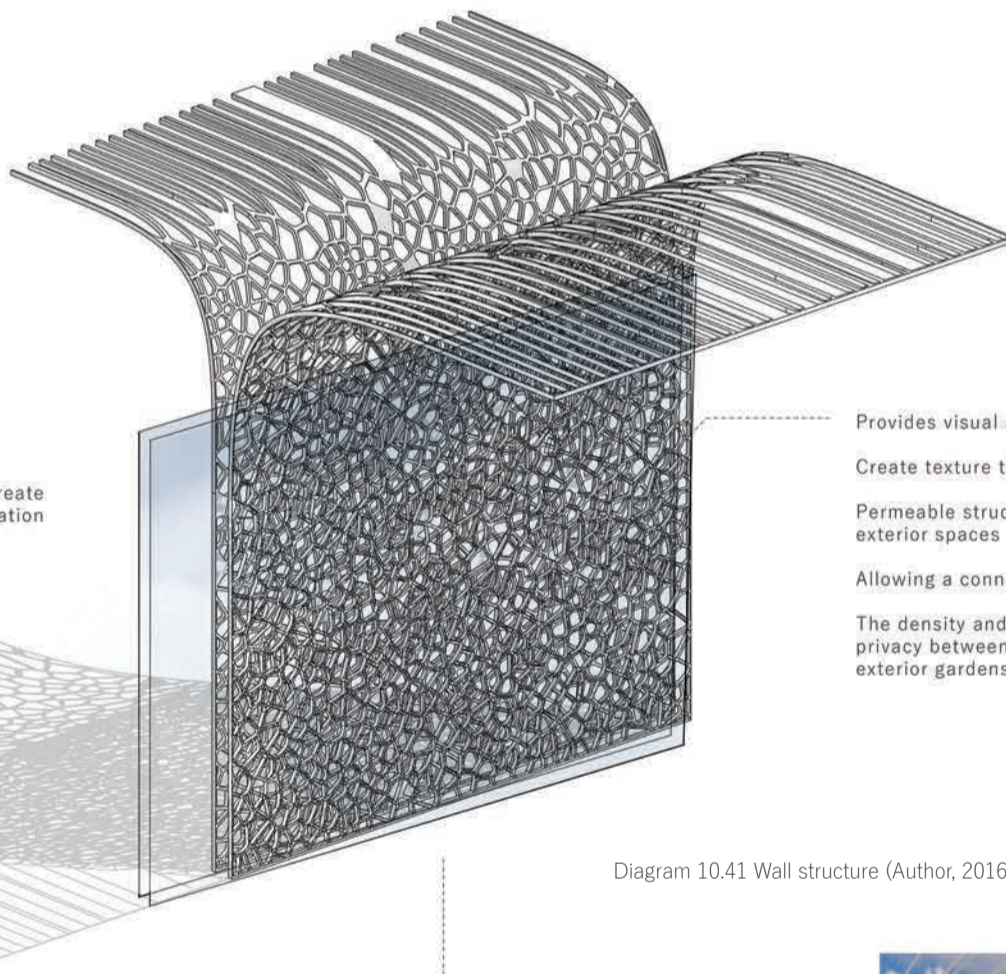 reate
ation
Provides visual
Create texture t
Permeable struc
exterior spaces
Allowing a conn
The density and
privacy between
exterior gardens
Diagram 10.41 Wall structure (Author, 2016